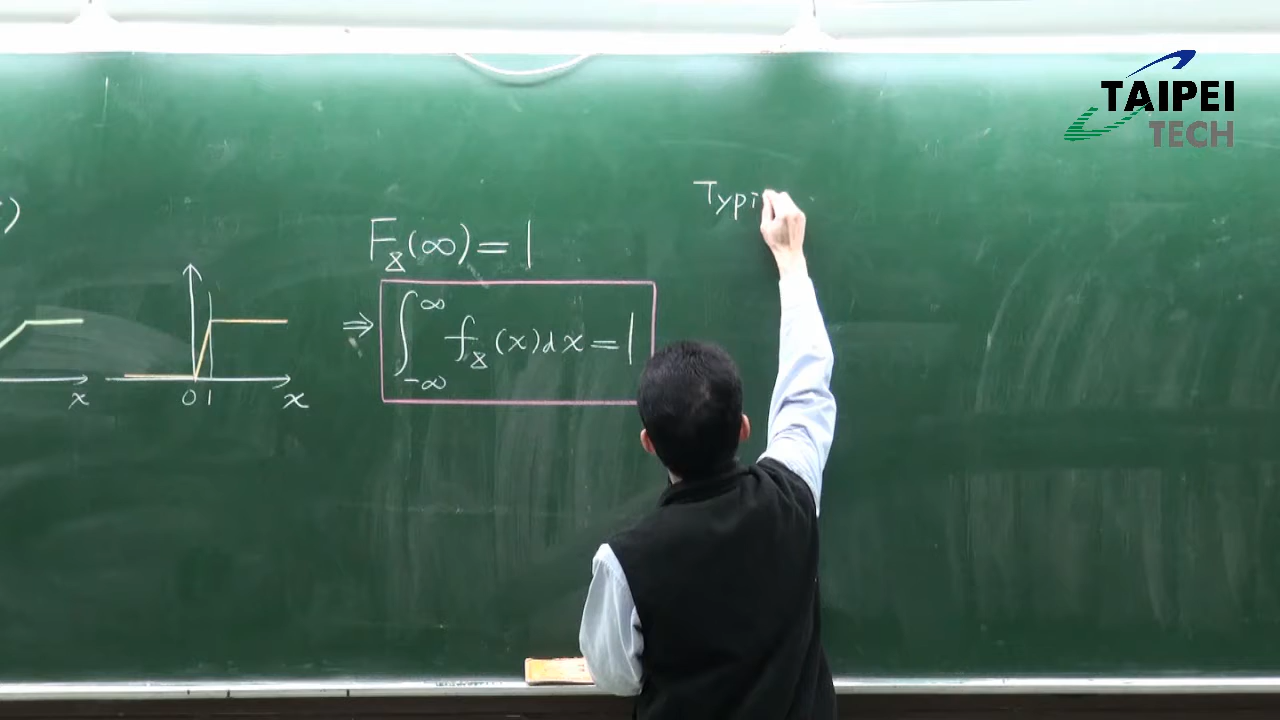 )
x
0 1
x
F_X(∞) = 1
⇒ ∫_{-∞}^{∞} f_X(x)dx = 1
Typi
TAIPEI
TECH